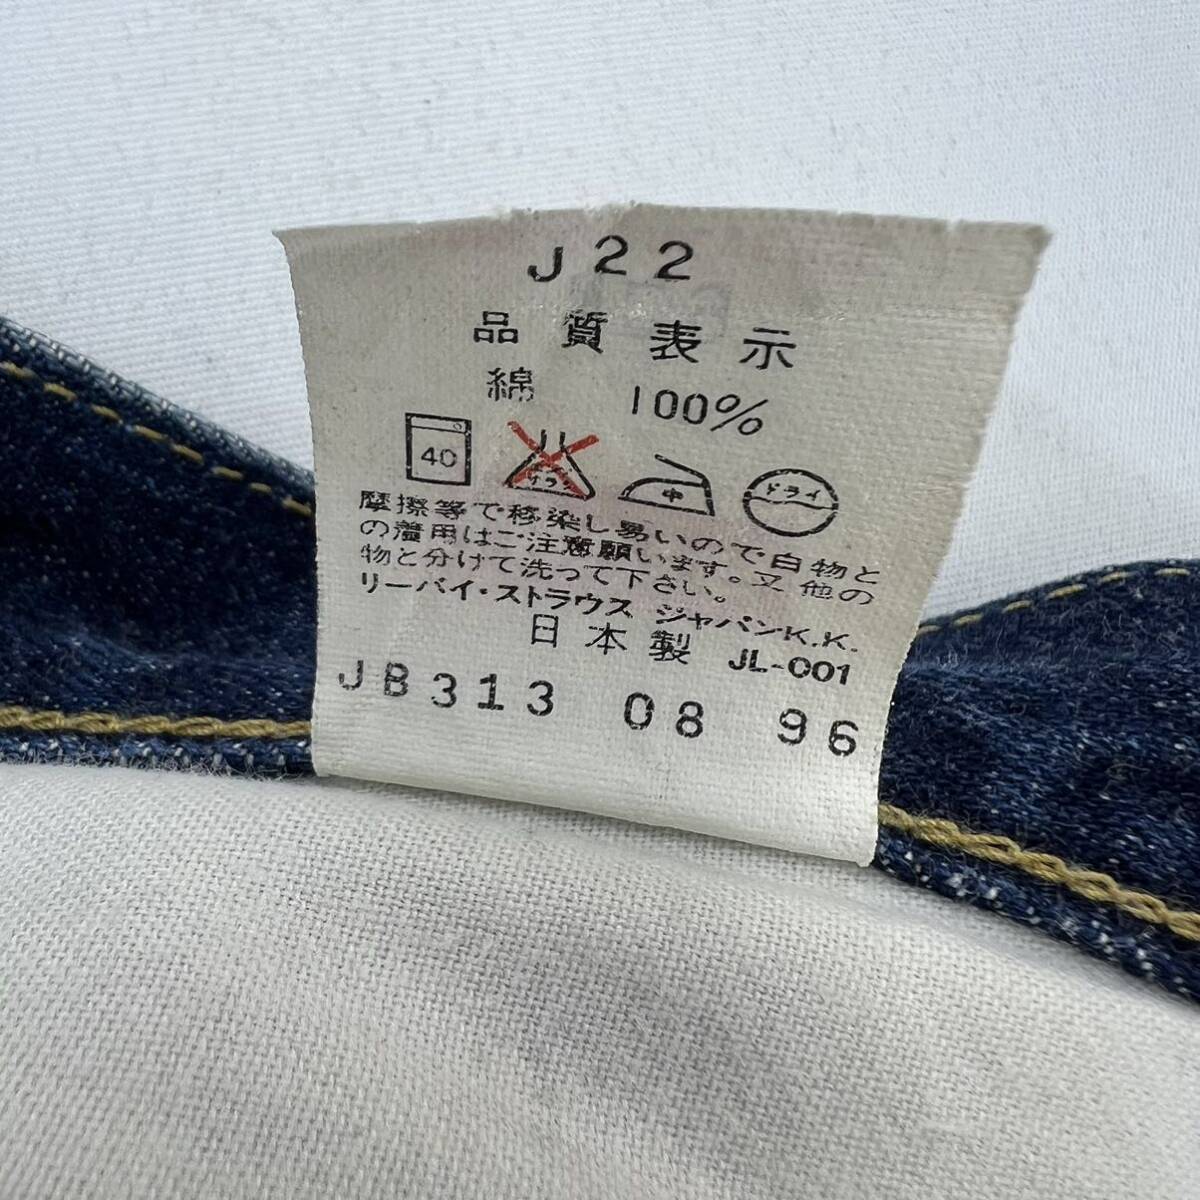 J22
品質表示
綿 100%
40 サラシ 中 ドライ
摩擦等で移染し易いので白物と
の着用はご注意願います。又他の
物と分けて洗って下さい。
リーバイ・ストラウス ジャパンK.K.
日本製 JL-001
JB313 08 96